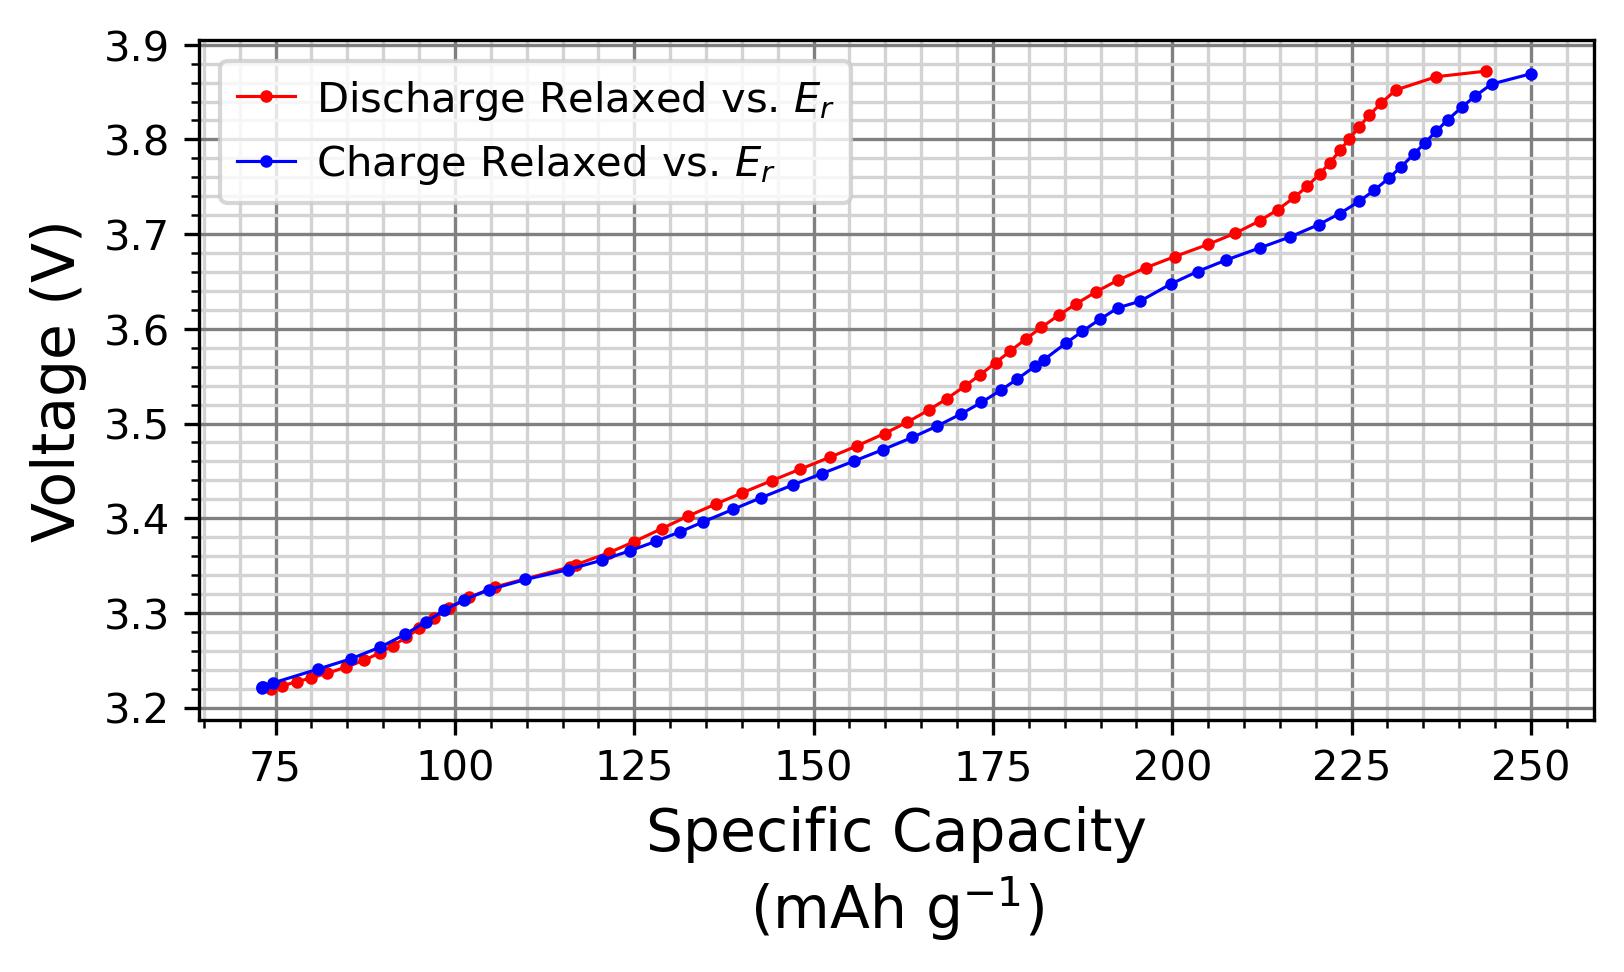 3.9
3.8
3.7
3.6
3.5
3.4
3.3
3.2
Voltage (V)
Discharge Relaxed vs. E_r
Charge Relaxed vs. E_r
75 100 125 150 175 200 225 250
Specific Capacity
(mAh g⁻¹)